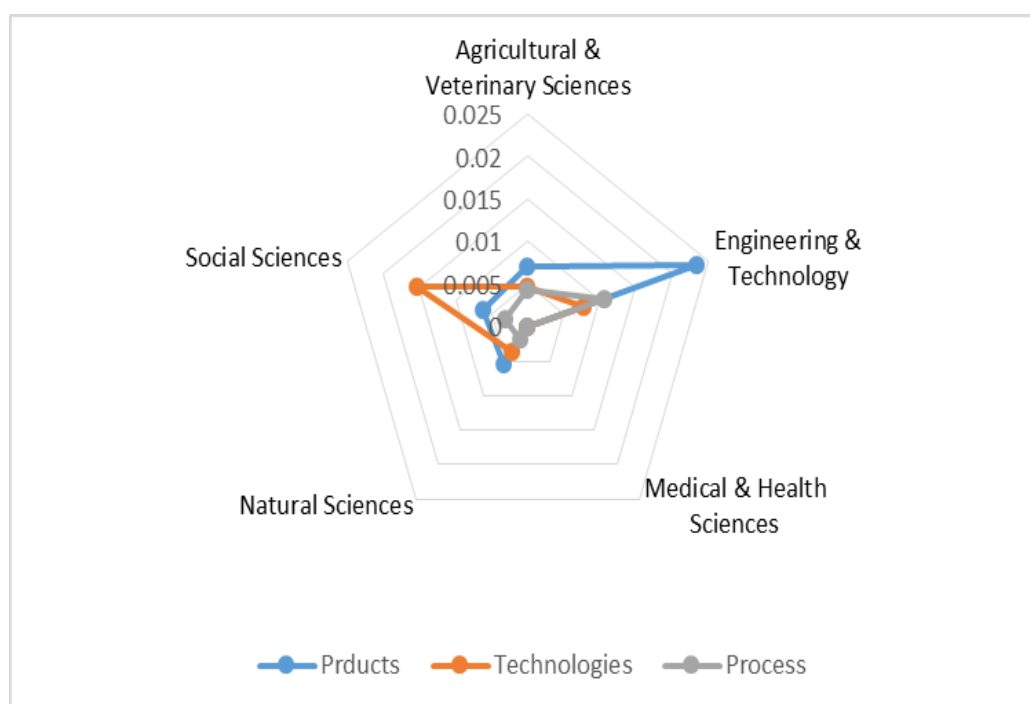 Agricultural &
Veterinary Sciences
0.025
0.02
0.015
0.01
0.005
0
Engineering &
Technology
Social Sciences
Medical & Health
Sciences
Natural Sciences
Prducts
Technologies
Process